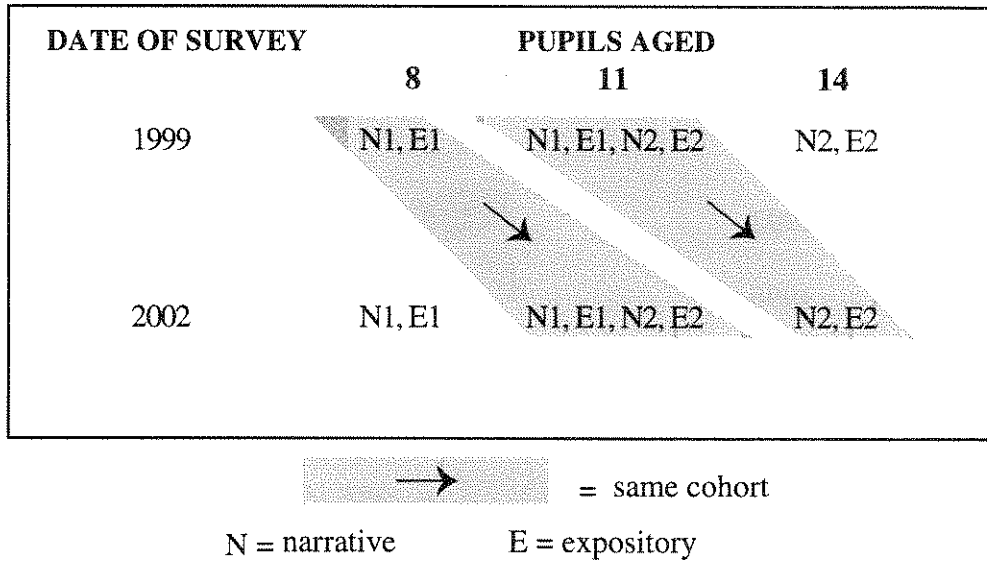 DATE OF SURVEY PUPILS AGED
8 11 14
1999 N1, E1 N1, E1, N2, E2 N2, E2
2002 N1, E1 N1, E1, N2, E2 N2, E2
= same cohort
N = narrative E = expository